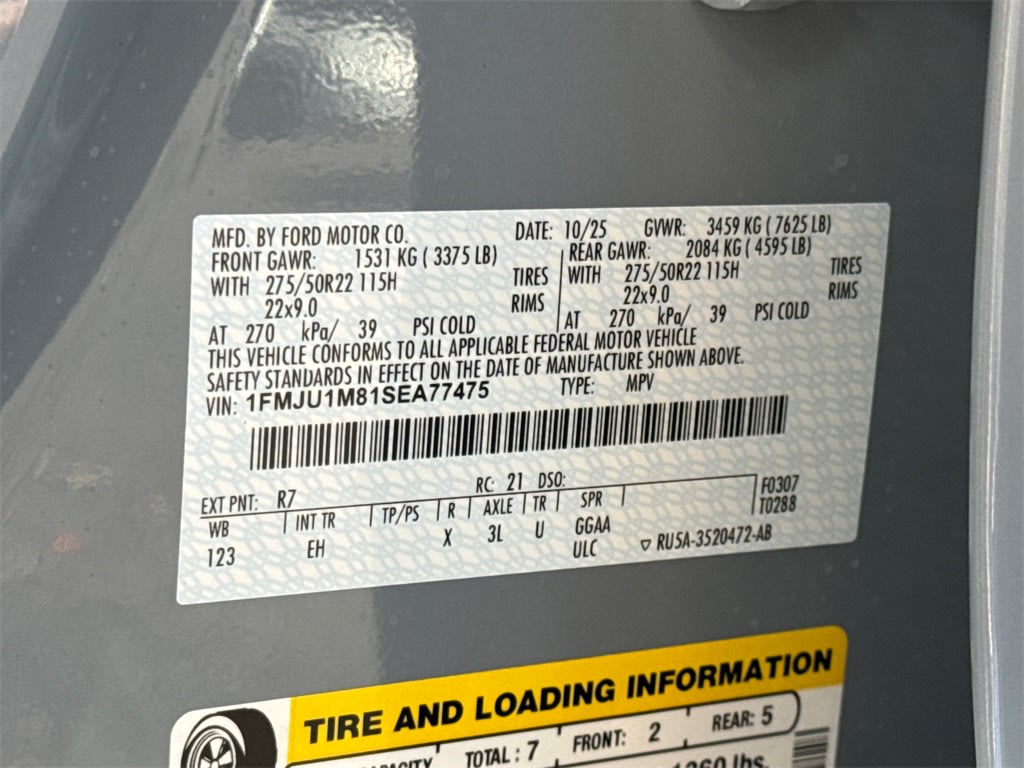 MFD. BY FORD MOTOR CO. DATE: 10/25 GVWR: 3459 KG ( 7625 LB)
FRONT GAWR: 1531 KG ( 3375 LB) REAR GAWR: 2084 KG ( 4595 LB)
WITH 275/50R22 115H TIRES WITH 275/50R22 115H TIRES
22x9.0 RIMS 22x9.0 RIMS
AT 270 kPa/ 39 PSI COLD AT 270 kPa/ 39 PSI COLD
THIS VEHICLE CONFORMS TO ALL APPLICABLE FEDERAL MOTOR VEHICLE
SAFETY STANDARDS IN EFFECT ON THE DATE OF MANUFACTURE SHOWN ABOVE.
VIN: 1FMJU1M81SEA77475 TYPE: MPV
EXT PNT: R7 RC: 21 DSO: F0307
WB INT TR TP/PS R AXLE TR SPR T0288
123 EH X 3L U GGAA
ULC ▽ RU5A-3520472-AB
TIRE AND LOADING INFORMATION
TOTAL : 7 FRONT: 2 REAR: 5
lbs.